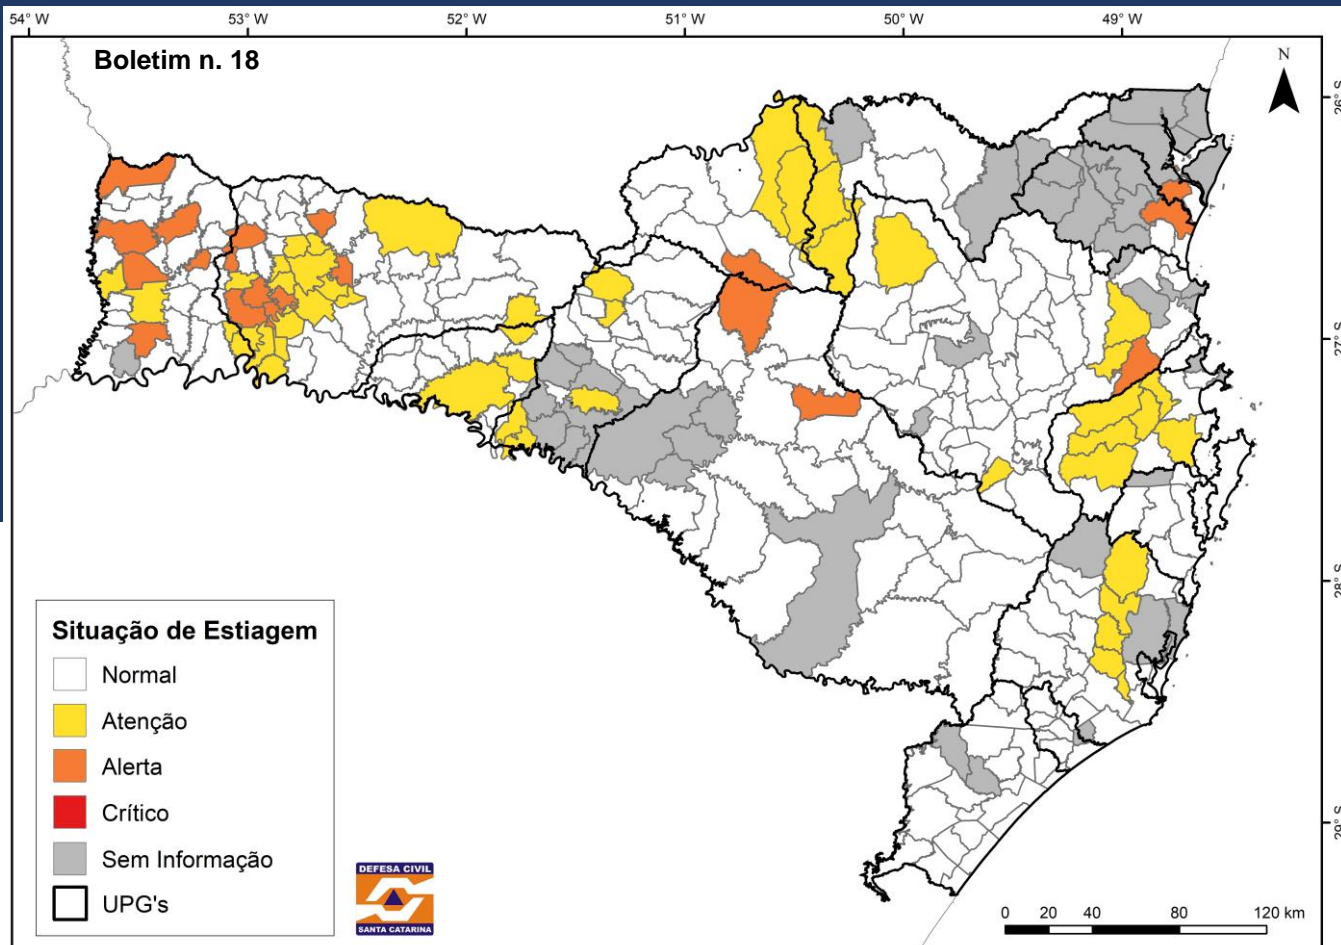 54° W 53° W 52° W 51° W 50° W 49° W
Boletim n. 18
N
26° S
27° S
28° S
29° S
Situação de Estiagem
Normal
Atenção
Alerta
Crítico
Sem Informação
UPG's
DEFESA CIVIL
SANTA CATARINA
0 20 40 80 120 km